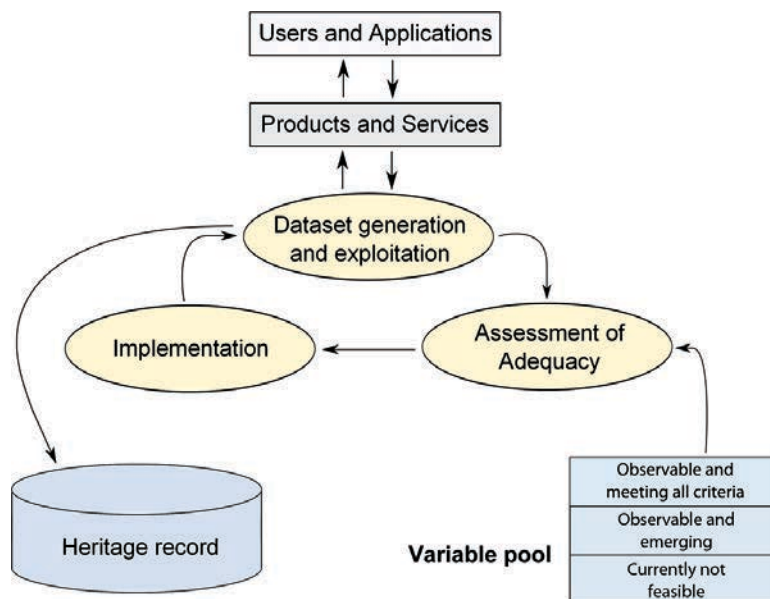 Users and Applications
Products and Services
Dataset generation
and exploitation
Implementation
Assessment of
Adequacy
Heritage record
Variable pool
Observable and
meeting all criteria
Observable and
emerging
Currently not
feasible